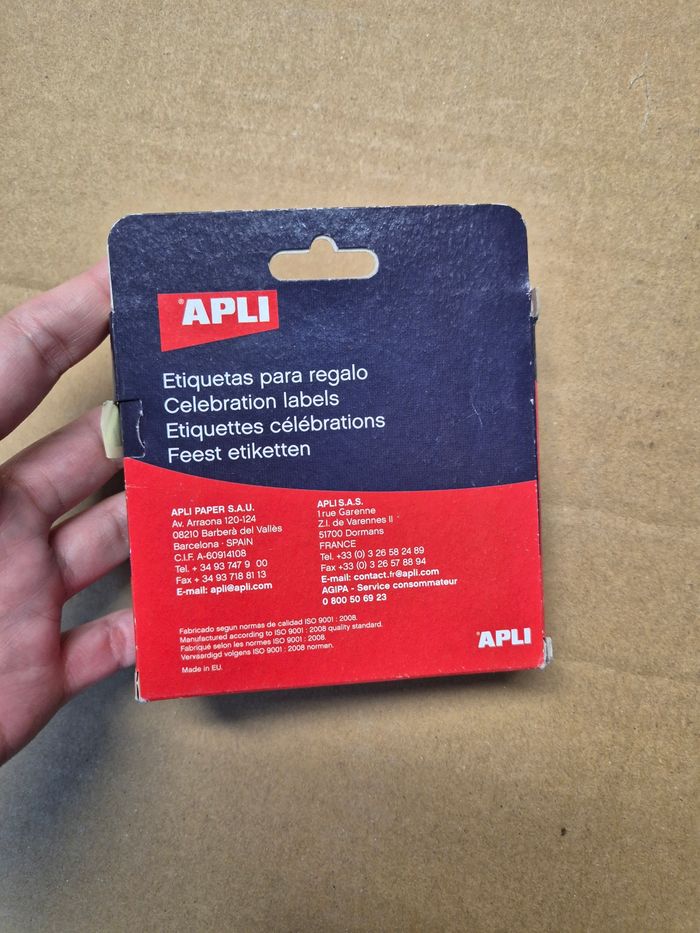 APLI
Etiquetas para regalo
Celebration labels
Etiquettes célébrations
Feest etiketten
APLI PAPER S.A.U.
Av. Arraona 120-124
08210 Barberà del Vallès
Barcelona · SPAIN
C.I.F. A-60914108
Tel. + 34 93 747 9 00
Fax + 34 93 718 81 13
E-mail: apli@apli.com
APLI S.A.S.
1 rue Garenne
Z.I. de Varennes II
51700 Dormans
FRANCE
Tel. +33 (0) 3 26 58 24 89
Fax +33 (0) 3 26 57 88 94
E-mail: contact.fr@apli.com
AGIPA - Service consommateur
0 800 50 69 23
Fabricado segun normas de calidad ISO 9001 : 2008.
Manufactured according to ISO 9001 : 2008 quality standard.
Fabriqué selon les normes ISO 9001 : 2008.
Vervaardigd volgens ISO 9001 : 2008 normen.
Made in EU.
APLI